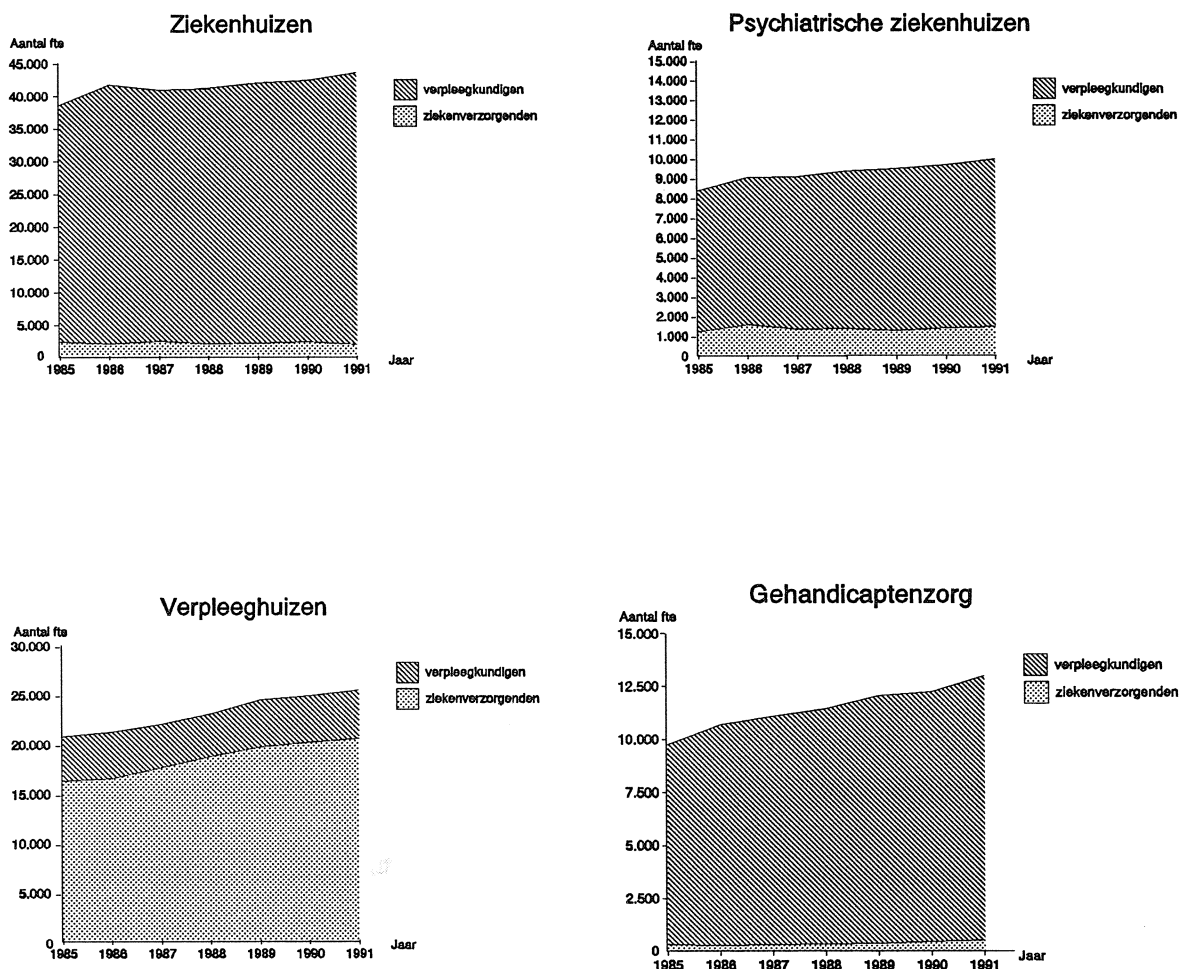 Ziekenhuizen
Aantal fte
45.000
40.000
35.000
30.000
25.000
20.000
15.000
10.000
5.000
0
1985 1986 1987 1988 1989 1990 1991
Jaar
verpleegkundigen
ziekenverzorgenden
Psychiatrische ziekenhuizen
Aantal fte
15.000
14.000
13.000
12.000
11.000
10.000
9.000
8.000
7.000
6.000
5.000
4.000
3.000
2.000
1.000
0
1985 1986 1987 1988 1989 1990 1991
Jaar
verpleegkundigen
ziekenverzorgenden
Verpleeghuizen
Aantal fte
30.000
25.000
20.000
15.000
10.000
5.000
0
1985 1986 1987 1988 1989 1990 1991
Jaar
verpleegkundigen
ziekenverzorgenden
Gehandicaptenzorg
Aantal fte
15.000
12.500
10.000
7.500
5.000
2.500
0
1985 1986 1987 1988 1989 1990 1991
Jaar
verpleegkundigen
ziekenverzorgenden